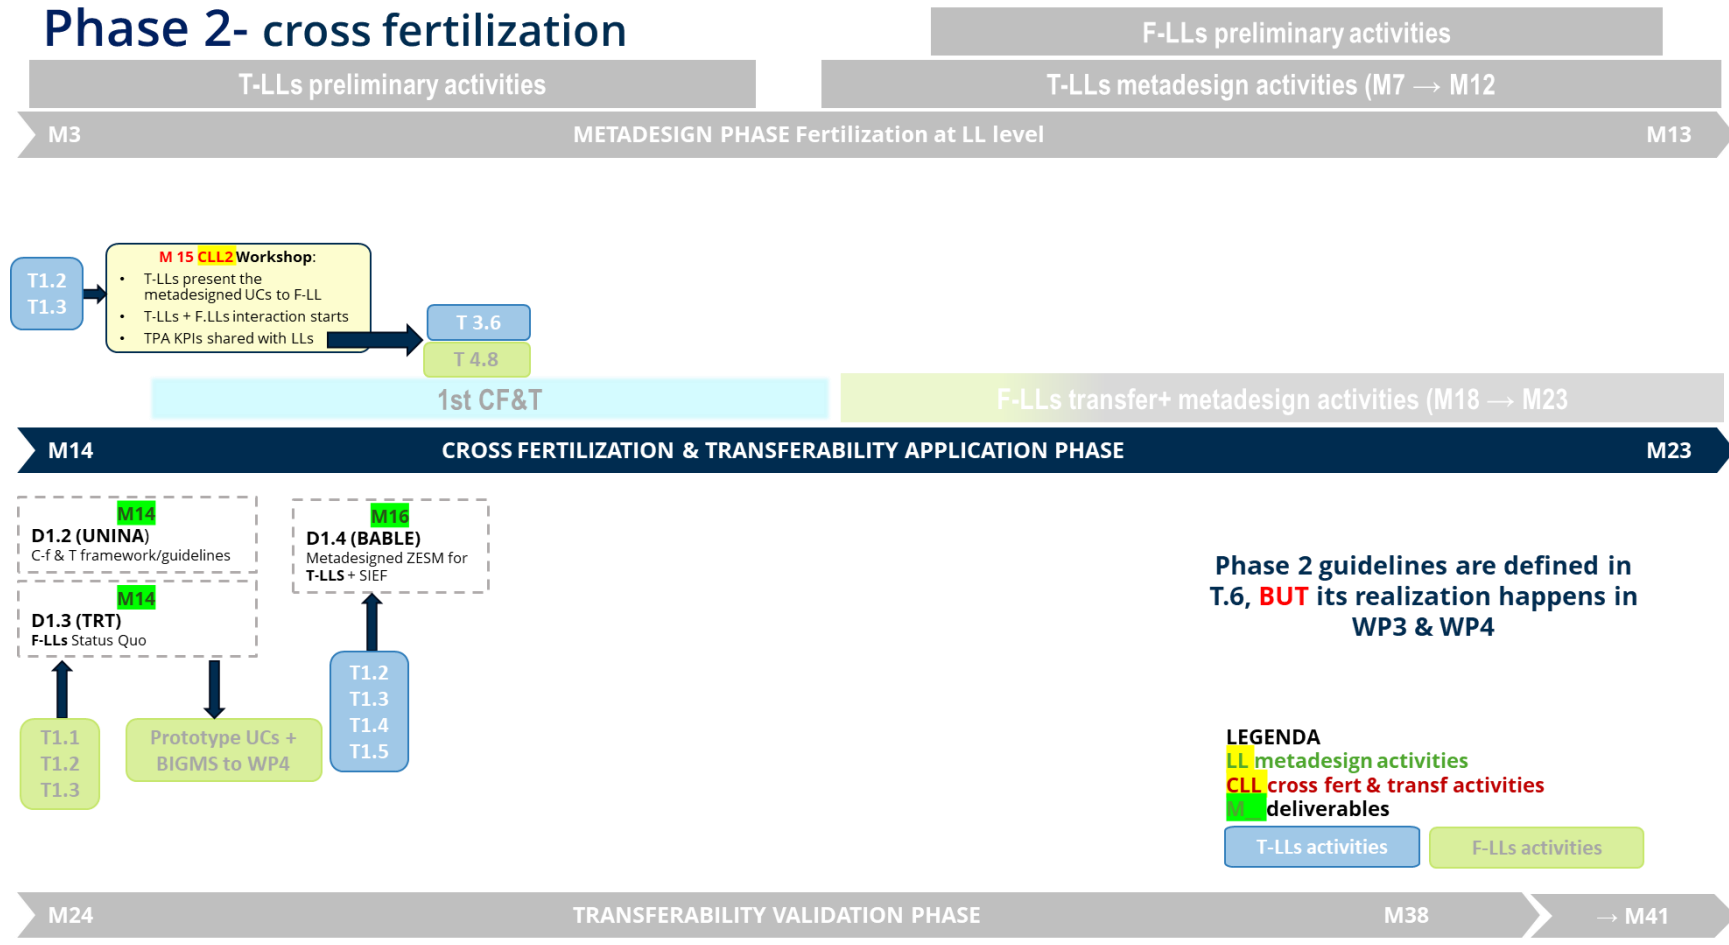 Phase 2- cross fertilization
F-LLs preliminary activities
T-LLs preliminary activities
T-LLs metadesign activities (M7 → M12
M3
METADESIGN PHASE Fertilization at LL level
M13
T1.2
T1.3
M 15 CLL2 Workshop:
• T-LLs present the
metadesigned UCs to F-LL
• T-LLs + F.LLs interaction starts
• TPA KPIs shared with LLs
T 3.6
T 4.8
1st CF&T
F-LLs transfer+ metadesign activities (M18 → M23
M14
CROSS FERTILIZATION & TRANSFERABILITY APPLICATION PHASE
M23
M14
D1.2 (UNINA)
C-f & T framework/guidelines
M14
D1.3 (TRT)
F-LLs Status Quo
M16
D1.4 (BABLE)
Metadesigned ZESM for
T-LLS + SIEF
T1.1
T1.2
T1.3
Prototype UCs +
BIGMS to WP4
T1.2
T1.3
T1.4
T1.5
Phase 2 guidelines are defined in
T.6, BUT its realization happens in
WP3 & WP4
LEGENDA
LL metadesign activities
CLL cross fert & transf activities
M__ deliverables
T-LLs activities
F-LLs activities
M24
TRANSFERABILITY VALIDATION PHASE
M38
→ M41